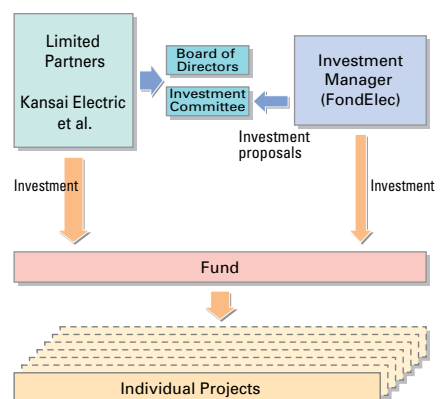 Limited
Partners
Kansai Electric
et al.
Board of
Directors
Investment
Committee
Investment
Manager
(FondElec)
Investment
proposals
Investment
Investment
Fund
Individual Projects